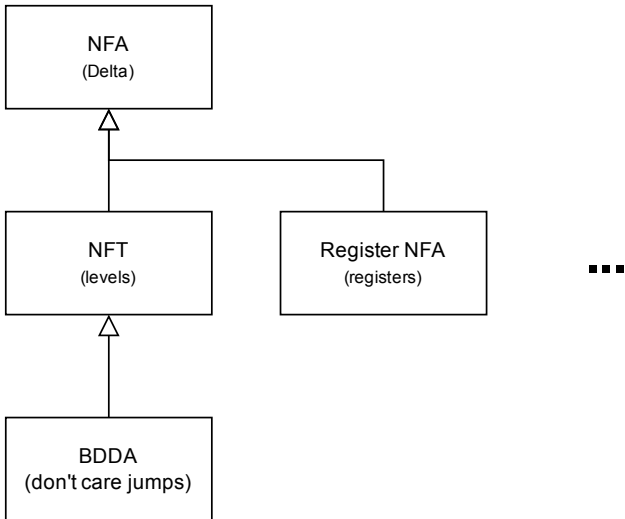 NFA
(Delta)
NFT
(levels)
Register NFA
(registers)
...
BDDA
(don't care jumps)